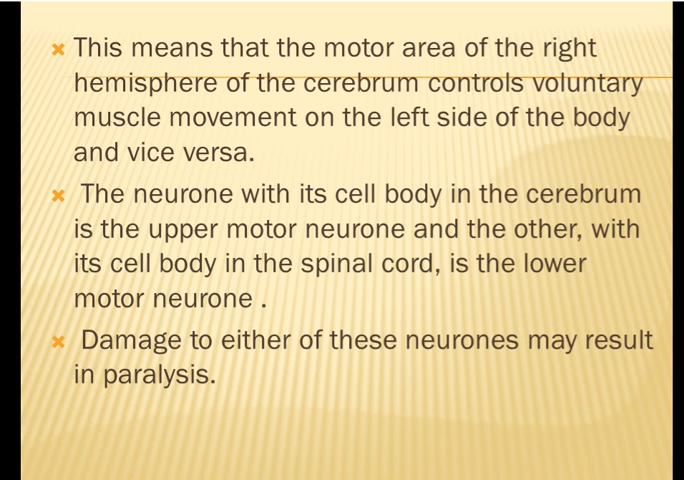 This means that the motor area of the right
hemisphere of the cerebrum controls voluntary
muscle movement on the left side of the body
and vice versa.
The neurone with its cell body in the cerebrum
is the upper motor neurone and the other, with
its cell body in the spinal cord, is the lower
motor neurone .
Damage to either of these neurones may result
in paralysis.